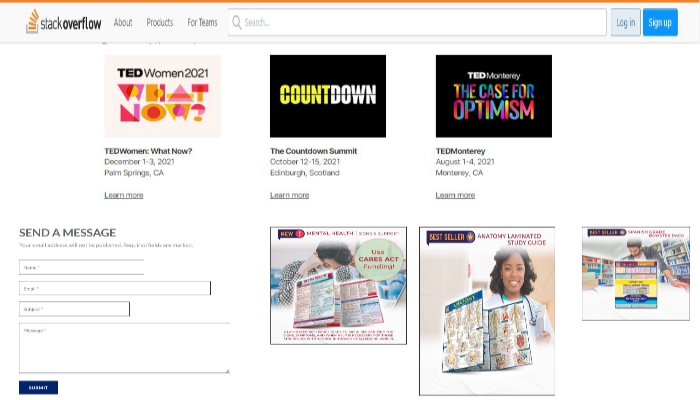 stackoverflow About Products For Teams Search... Log in Sign up
TEDWomen2021
WHAT
NOW?
COUNTDOWN
TEDMonterey
THE CASE FOR
OPTIMISM
TEDWomen: What Now?
December 1-3, 2021
Palm Springs, CA
Learn more
The Countdown Summit
October 12-15, 2021
Edinburgh, Scotland
Learn more
TEDMonterey
August 1-4, 2021
Monterey, CA
Learn more
SEND A MESSAGE
Your email address will not be published. Required fields are marked.
Name *
Email *
Subject *
Message *
SUBMIT
NEW MENTAL HEALTH | SIGNS & SUPPORT
Use
CARES ACT
Funding!
BEST SELLER ANATOMY LAMINATED
STUDY GUIDE
BEST SELLER SPANISH GRADE
BOOSTER PACK